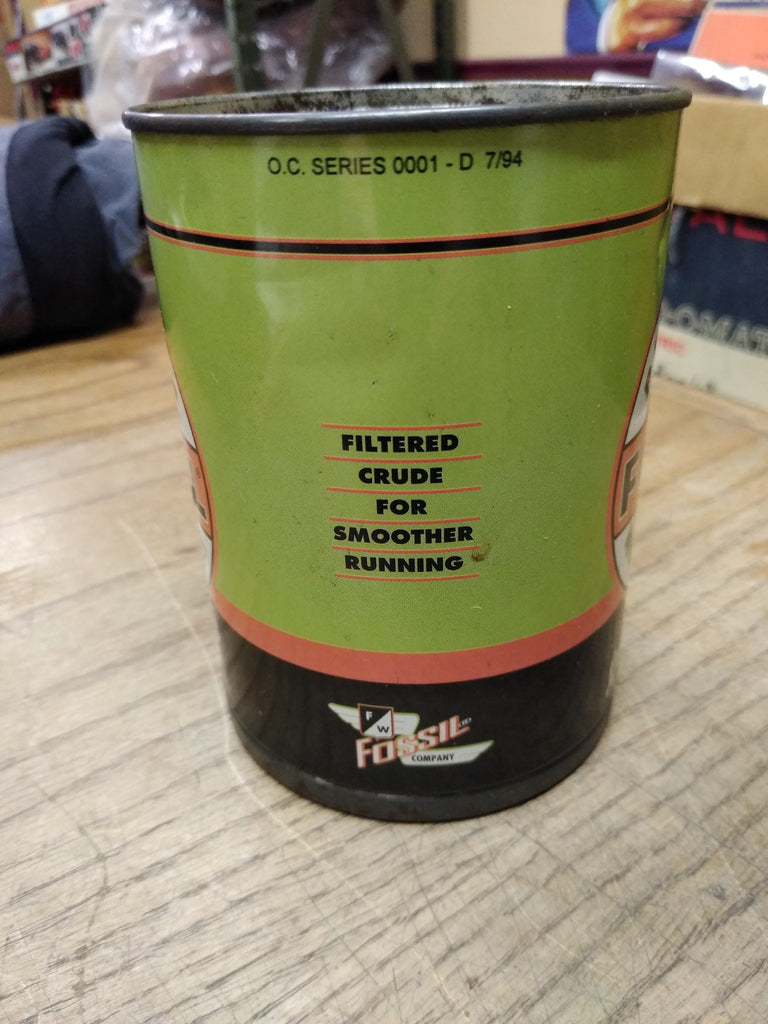 O.C. SERIES 0001 - D 7/94
FILTERED
CRUDE
FOR
SMOOTHER
RUNNING
F
W
FOSSIL
COMPANY